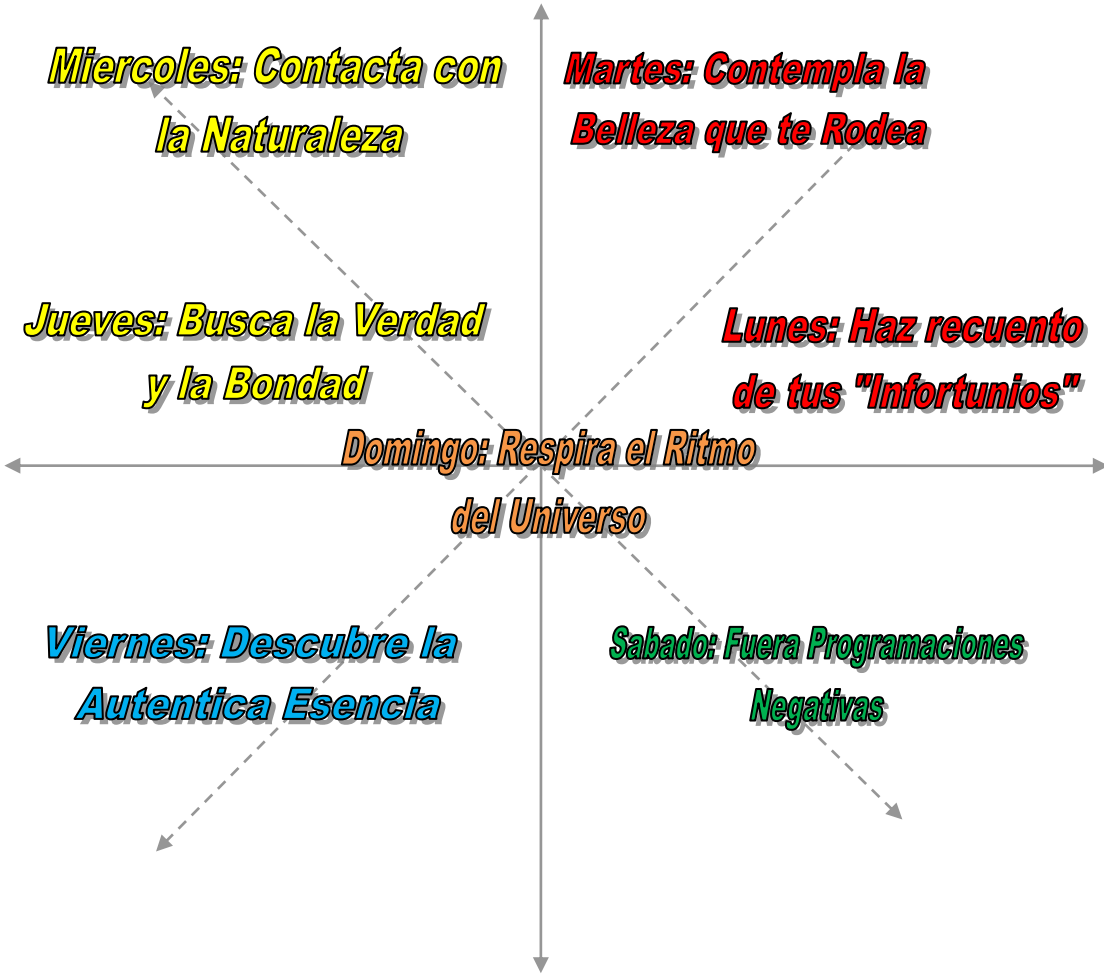 Miercoles: Contacta con
la Naturaleza
Martes: Contempla la
Belleza que te Rodea
Jueves: Busca la Verdad
y la Bondad
Lunes: Haz recuento
de tus "Infortunios"
Domingo: Respira el Ritmo
del Universo
Viernes: Descubre la
Autentica Esencia
Sabado: Fuera Programaciones
Negativas